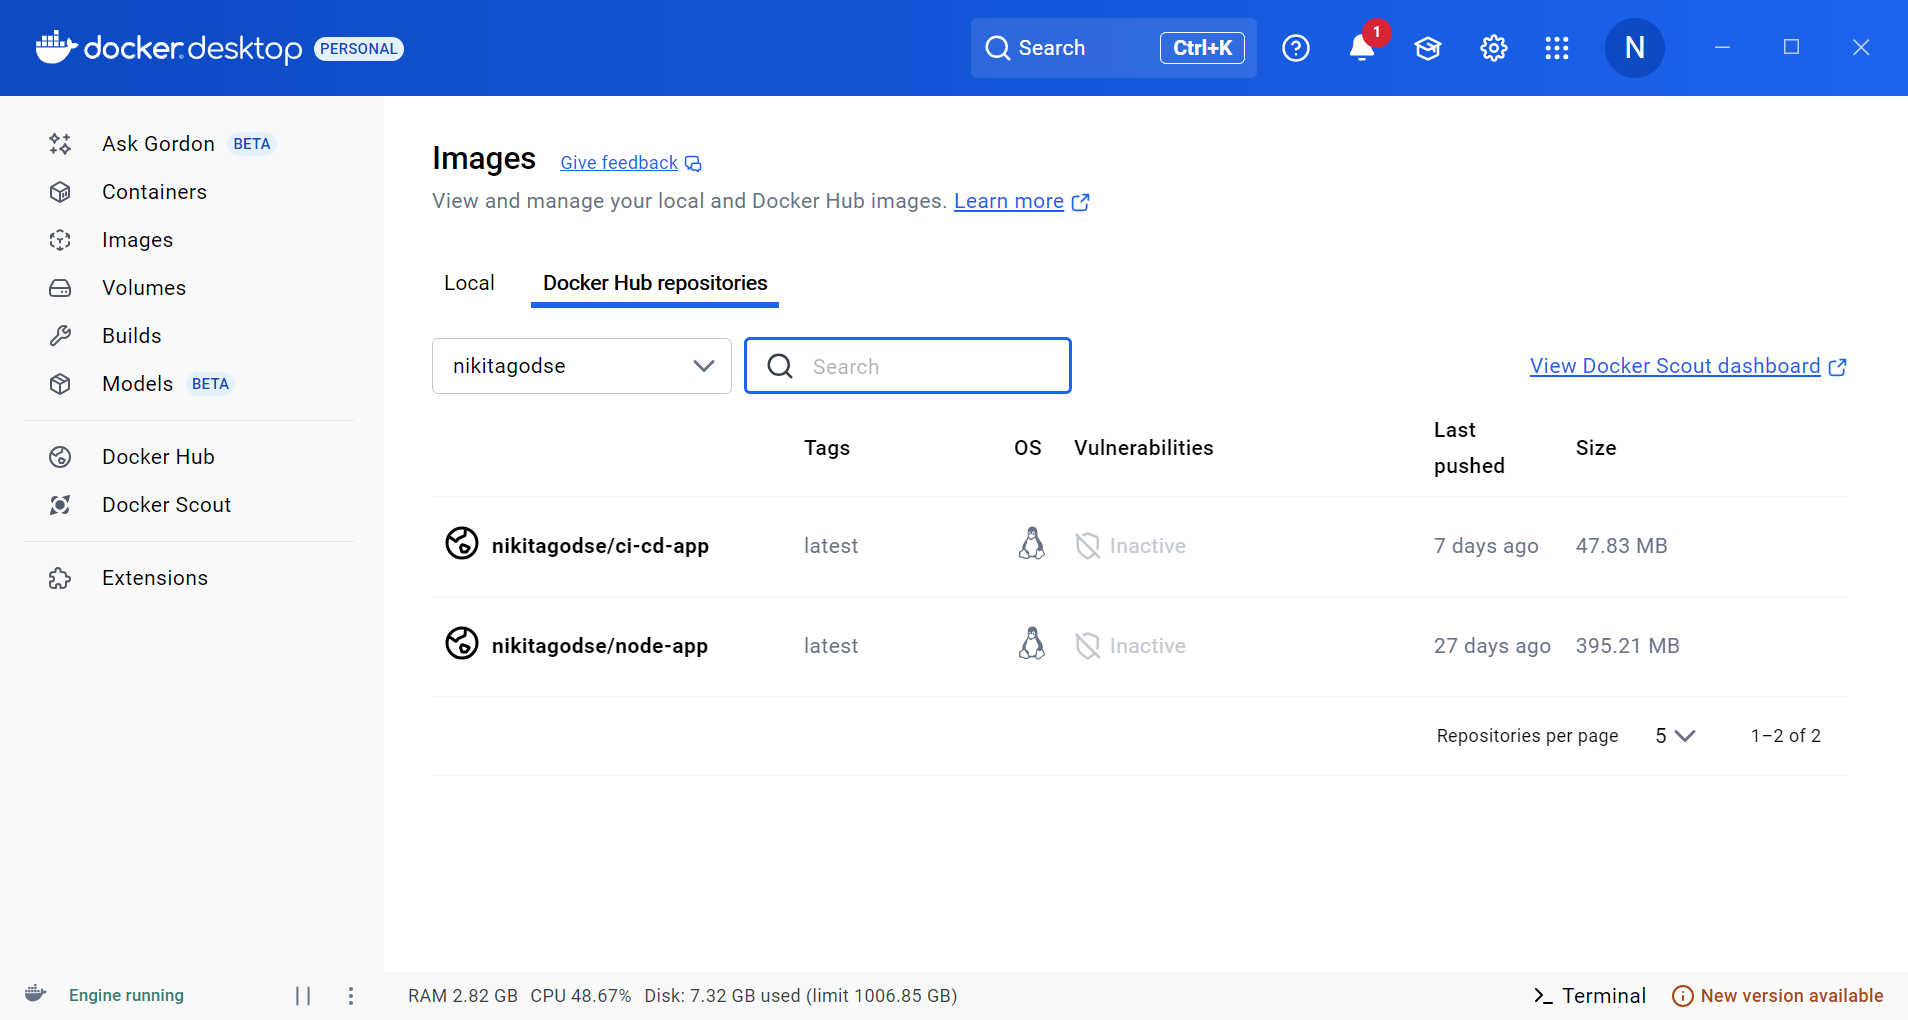 docker desktop PERSONAL
Search Ctrl+K
1
N
Ask Gordon BETA
Containers
Images
Volumes
Builds
Models BETA
Docker Hub
Docker Scout
Extensions
Images Give feedback
View and manage your local and Docker Hub images. Learn more
Local Docker Hub repositories
nikitagodse Search View Docker Scout dashboard
Tags OS Vulnerabilities Last pushed Size
nikitagodse/ci-cd-app latest Inactive 7 days ago 47.83 MB
nikitagodse/node-app latest Inactive 27 days ago 395.21 MB
Repositories per page 5 1–2 of 2
Engine running RAM 2.82 GB CPU 48.67% Disk: 7.32 GB used (limit 1006.85 GB) Terminal New version available